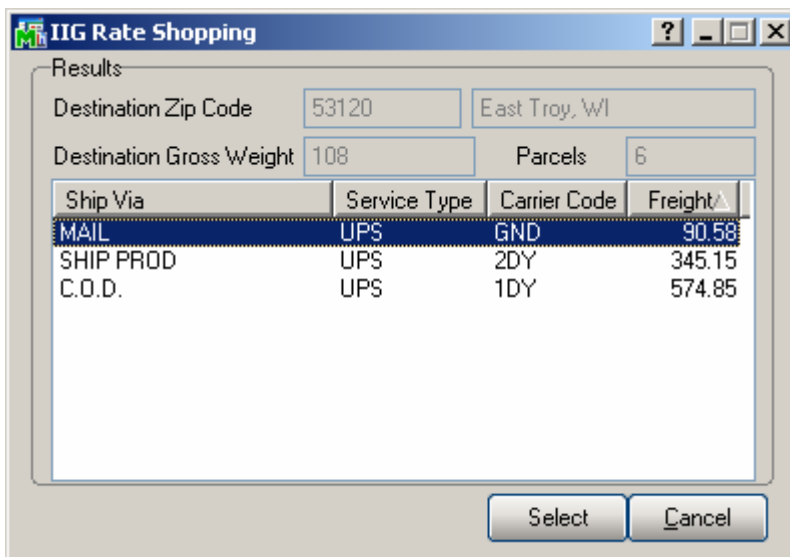 IIG Rate Shopping
Results
Destination Zip Code 53120 East Troy, WI
Destination Gross Weight 108 Parcels 6
Ship Via Service Type Carrier Code Freight
MAIL UPS GND 90.58
SHIP PROD UPS 2DY 345.15
C.O.D. UPS 1DY 574.85
Select Cancel